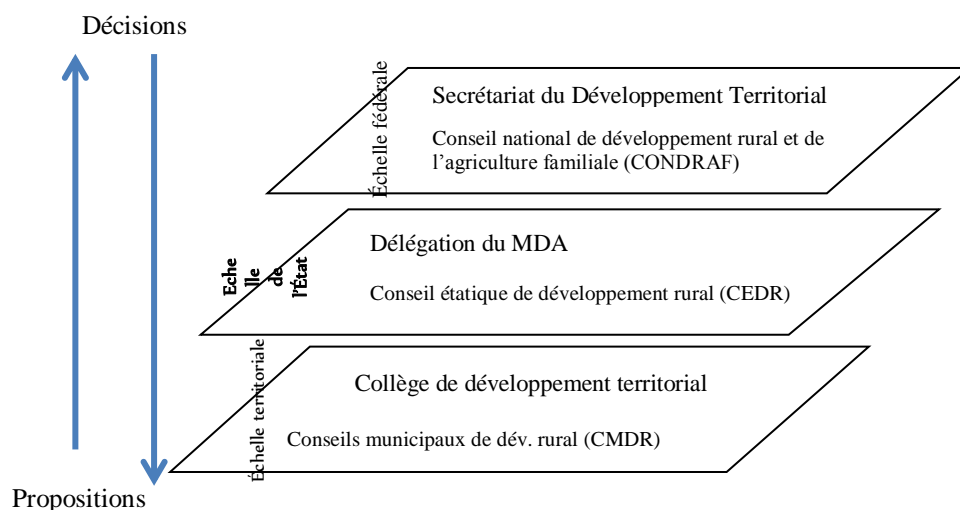 Décisions
Échelle fédérale
Secrétariat du Développement Territorial
Conseil national de développement rural et de
l’agriculture familiale (CONDRAF)
Eche
lle
de
l’État
Délégation du MDA
Conseil étatique de développement rural (CEDR)
Échelle territoriale
Collège de développement territorial
Conseils municipaux de dév. rural (CMDR)
Propositions